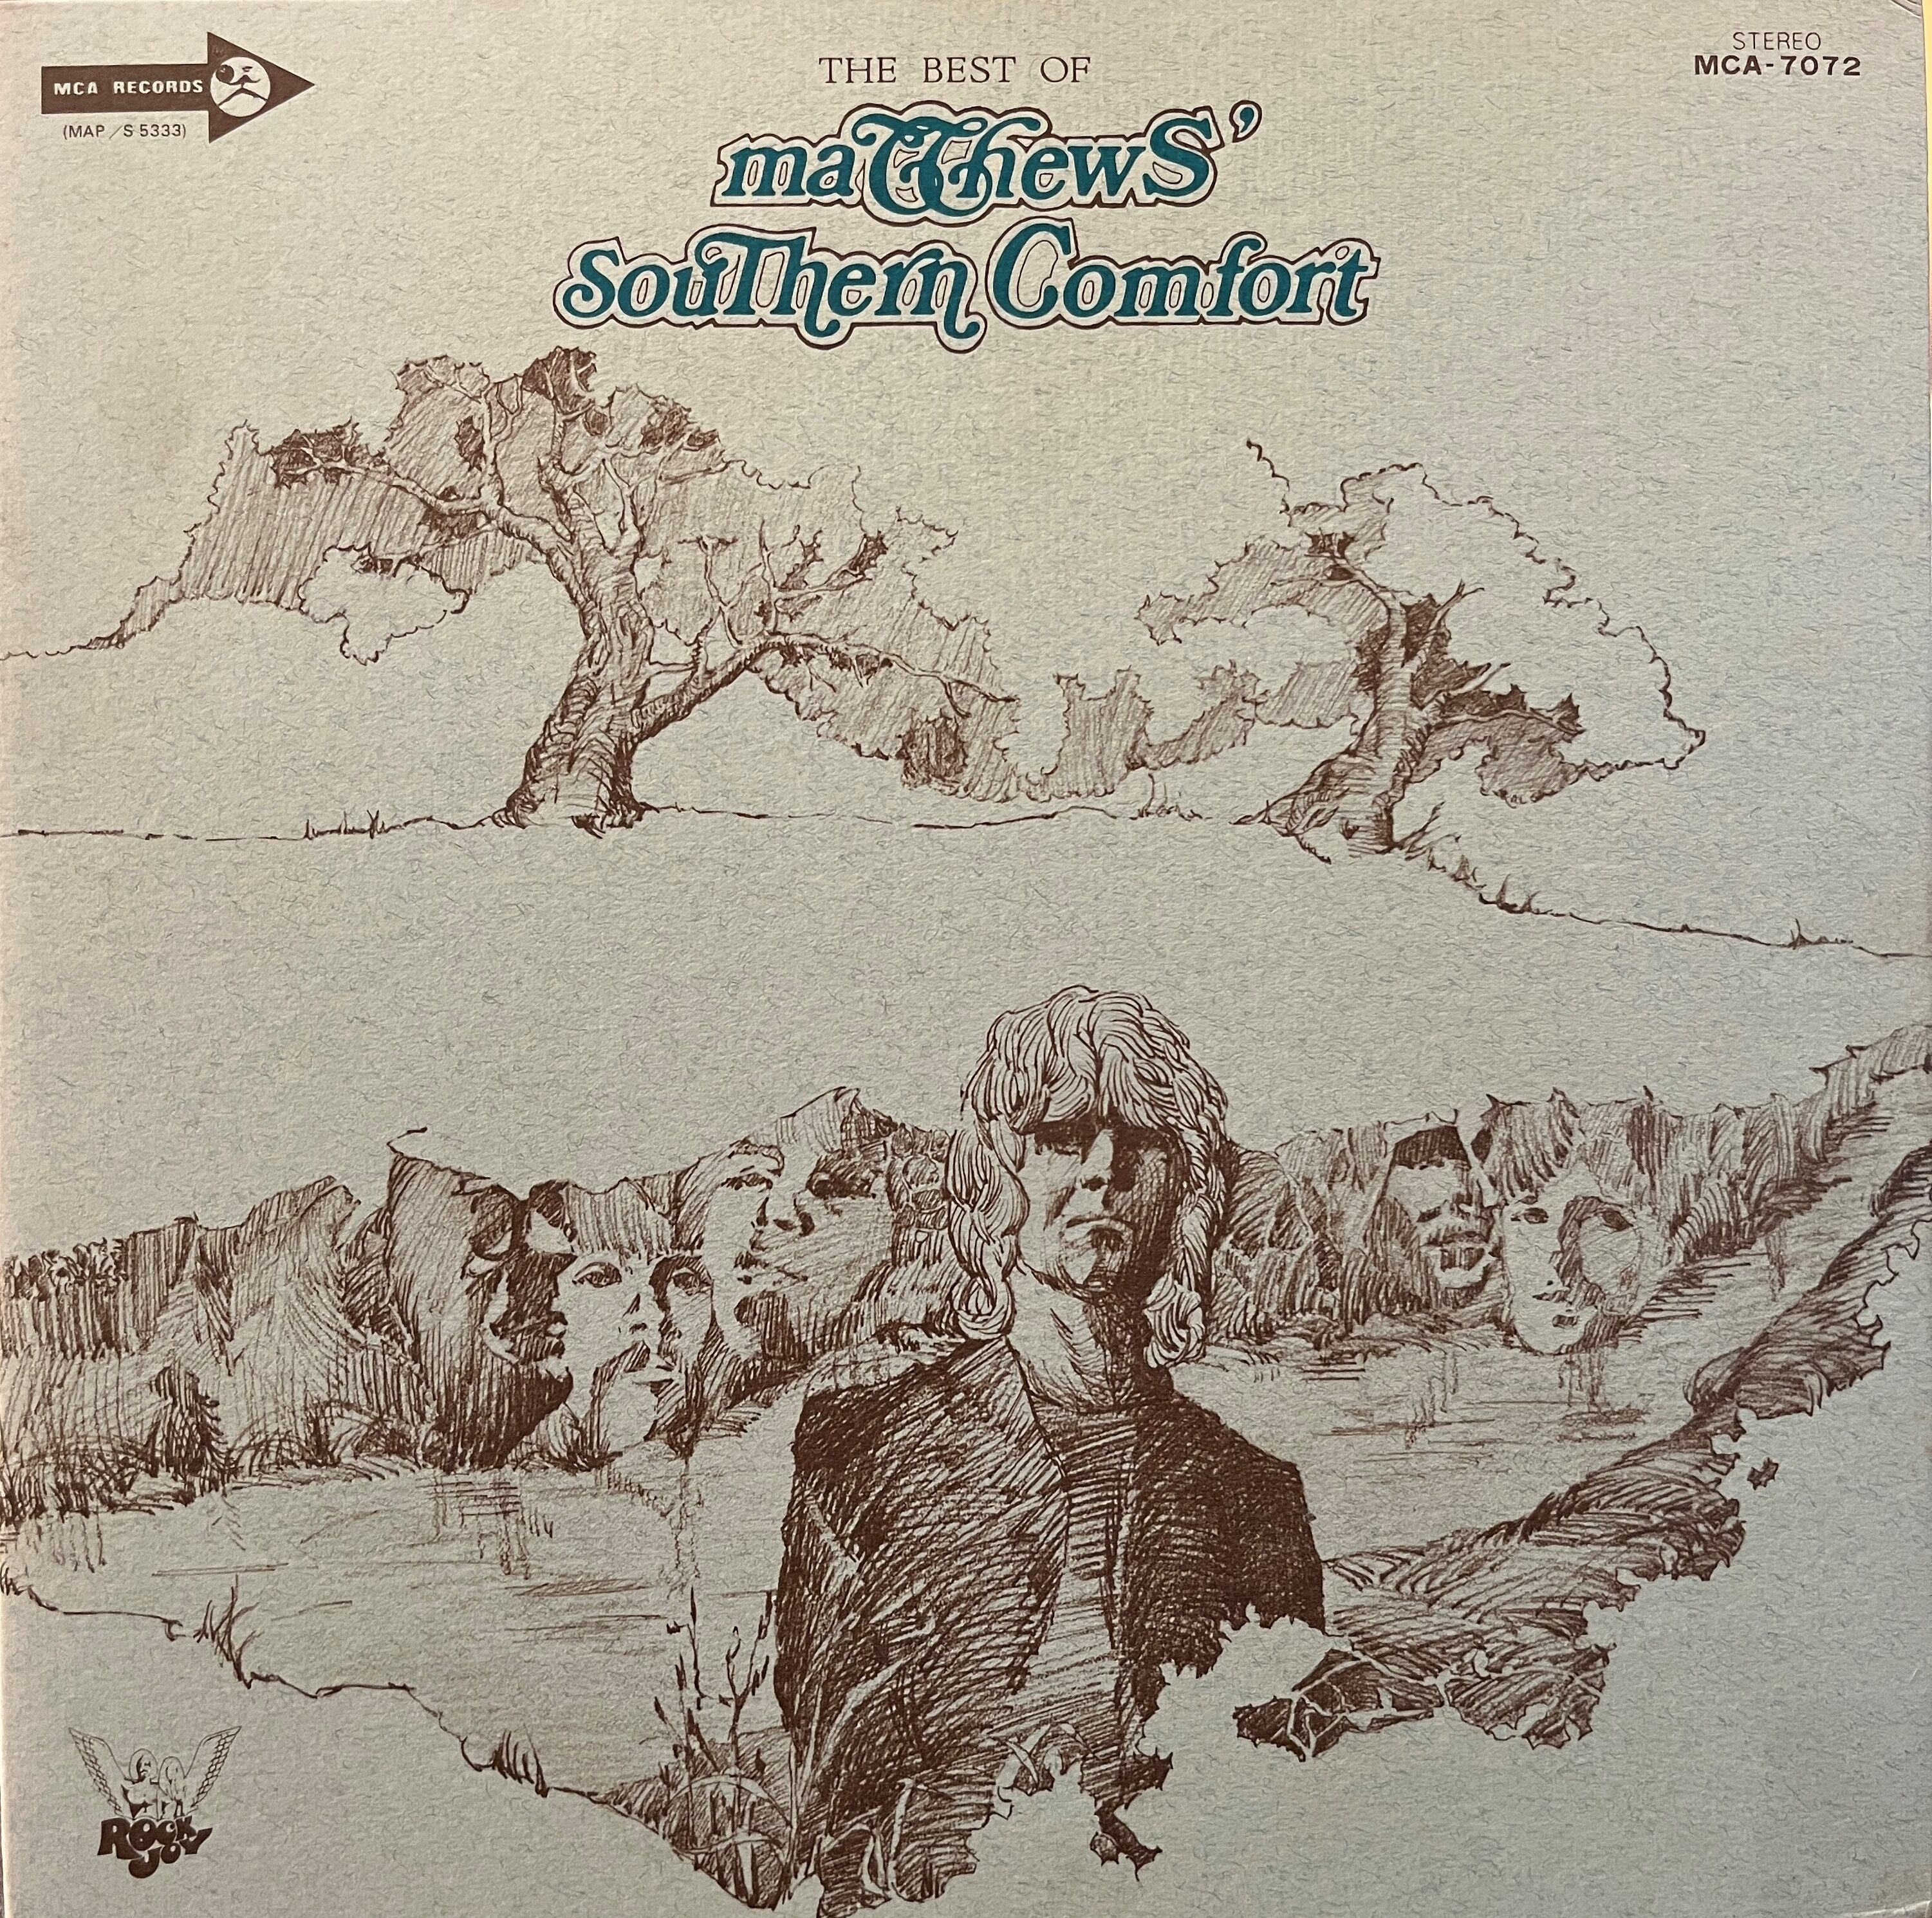 MCA RECORDS
(MAP/S 5333)
STEREO
MCA-7072
THE BEST OF
maTThewS'
souThern Comfort
Rock
Joy